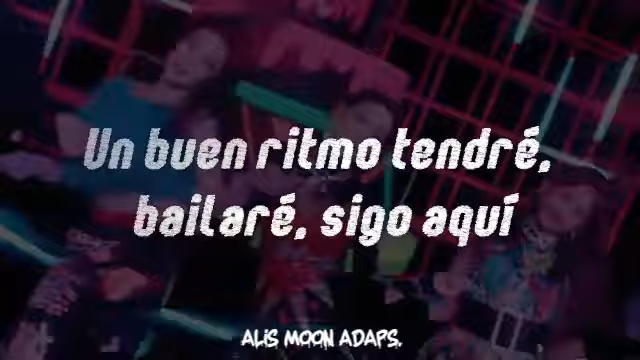 Un buen ritmo tendré,
bailaré, sigo aquí
ALiS MOON ADAPS.